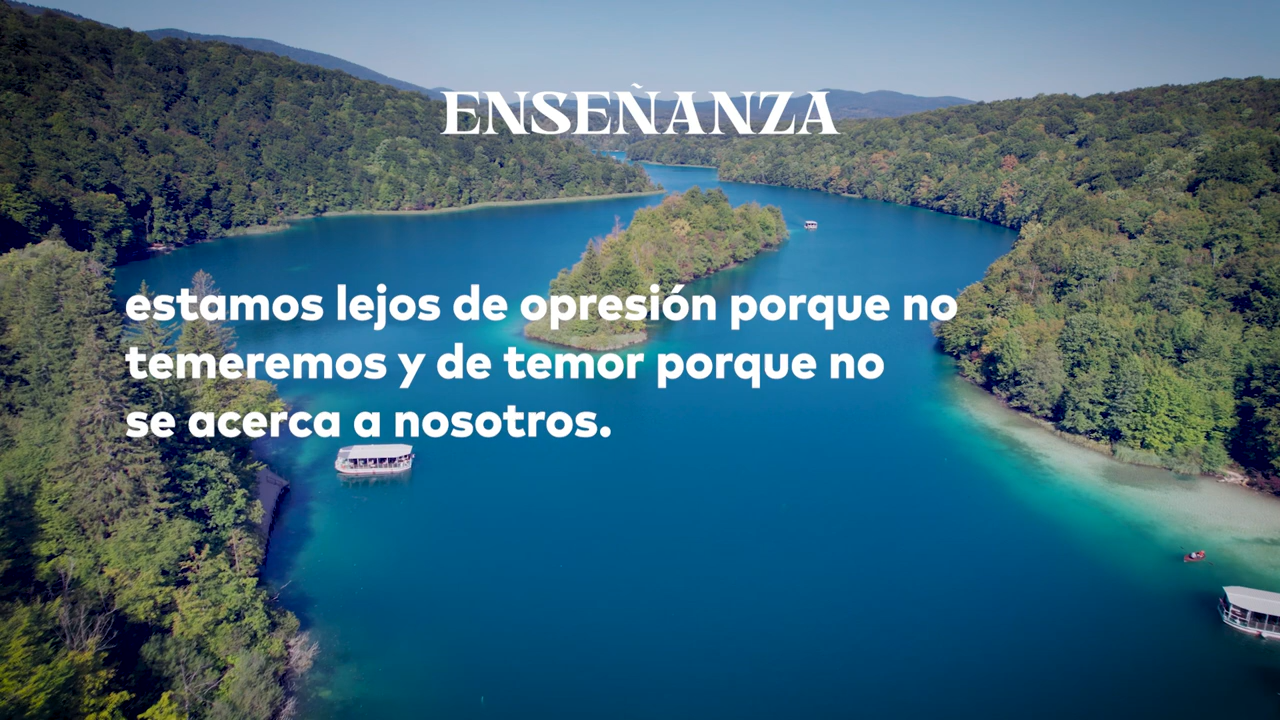 ENSEÑANZA
estamos lejos de opresión porque no
temeremos y de temor porque no
se acerca a nosotros.